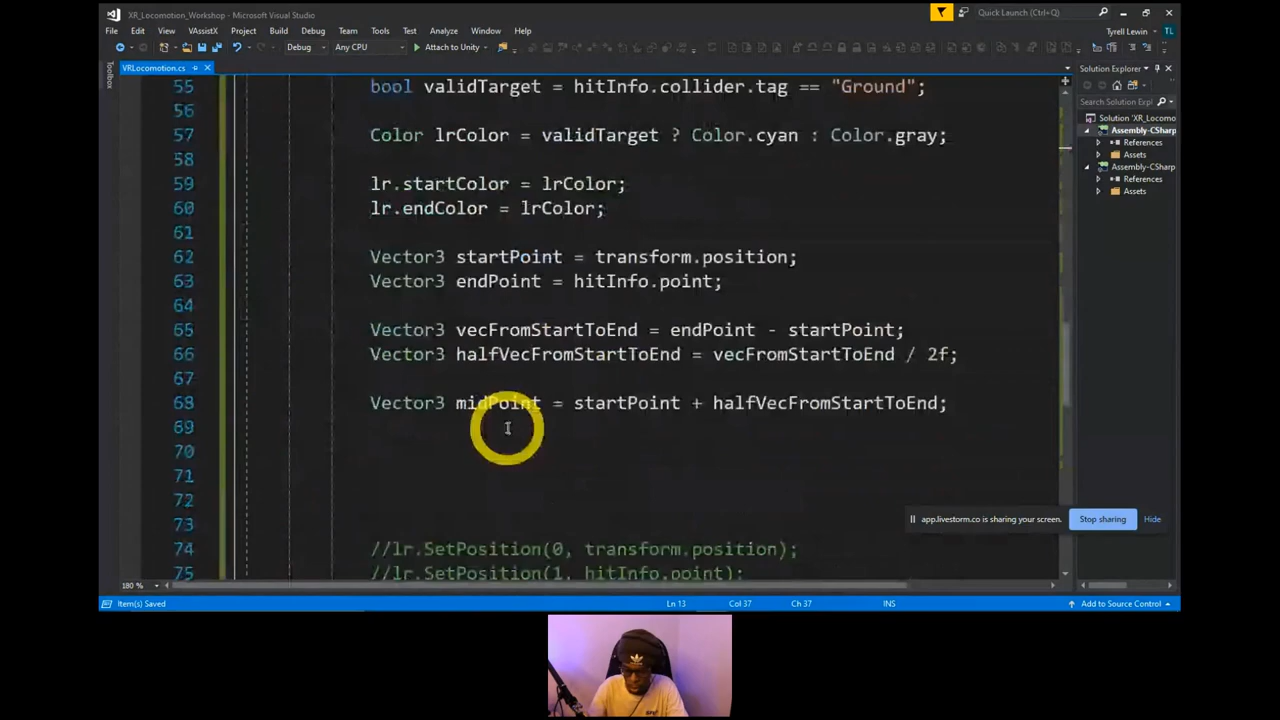 XR_Locomotion_Workshop - Microsoft Visual Studio
Quick Launch (Ctrl+Q)
File Edit View VAssistX Project Build Debug Team Tools Test Analyze Window Help
Tyrell Lewin TL
Debug Any CPU Attach to Unity
Toolbox
VRLocomotion.cs
Solution Explorer
Search Solution Expl
Solution 'XR_Locomo
Assembly-CSharp
References
Assets
Assembly-CSharp
References
Assets
55 bool validTarget = hitInfo.collider.tag == "Ground";
56
57 Color lrColor = validTarget ? Color.cyan : Color.gray;
58
59 lr.startColor = lrColor;
60 lr.endColor = lrColor;
61
62 Vector3 startPoint = transform.position;
63 Vector3 endPoint = hitInfo.point;
64
65 Vector3 vecFromStartToEnd = endPoint - startPoint;
66 Vector3 halfVecFromStartToEnd = vecFromStartToEnd / 2f;
67
68 Vector3 midPoint = startPoint + halfVecFromStartToEnd;
69
70
71
72
73
74 //lr.SetPosition(0, transform.position);
75 //lr.SetPosition(1, hitInfo.point);
app.livestorm.co is sharing your screen. Stop sharing Hide
180 %
Item(s) Saved Ln 13 Col 37 Ch 37 INS Add to Source Control